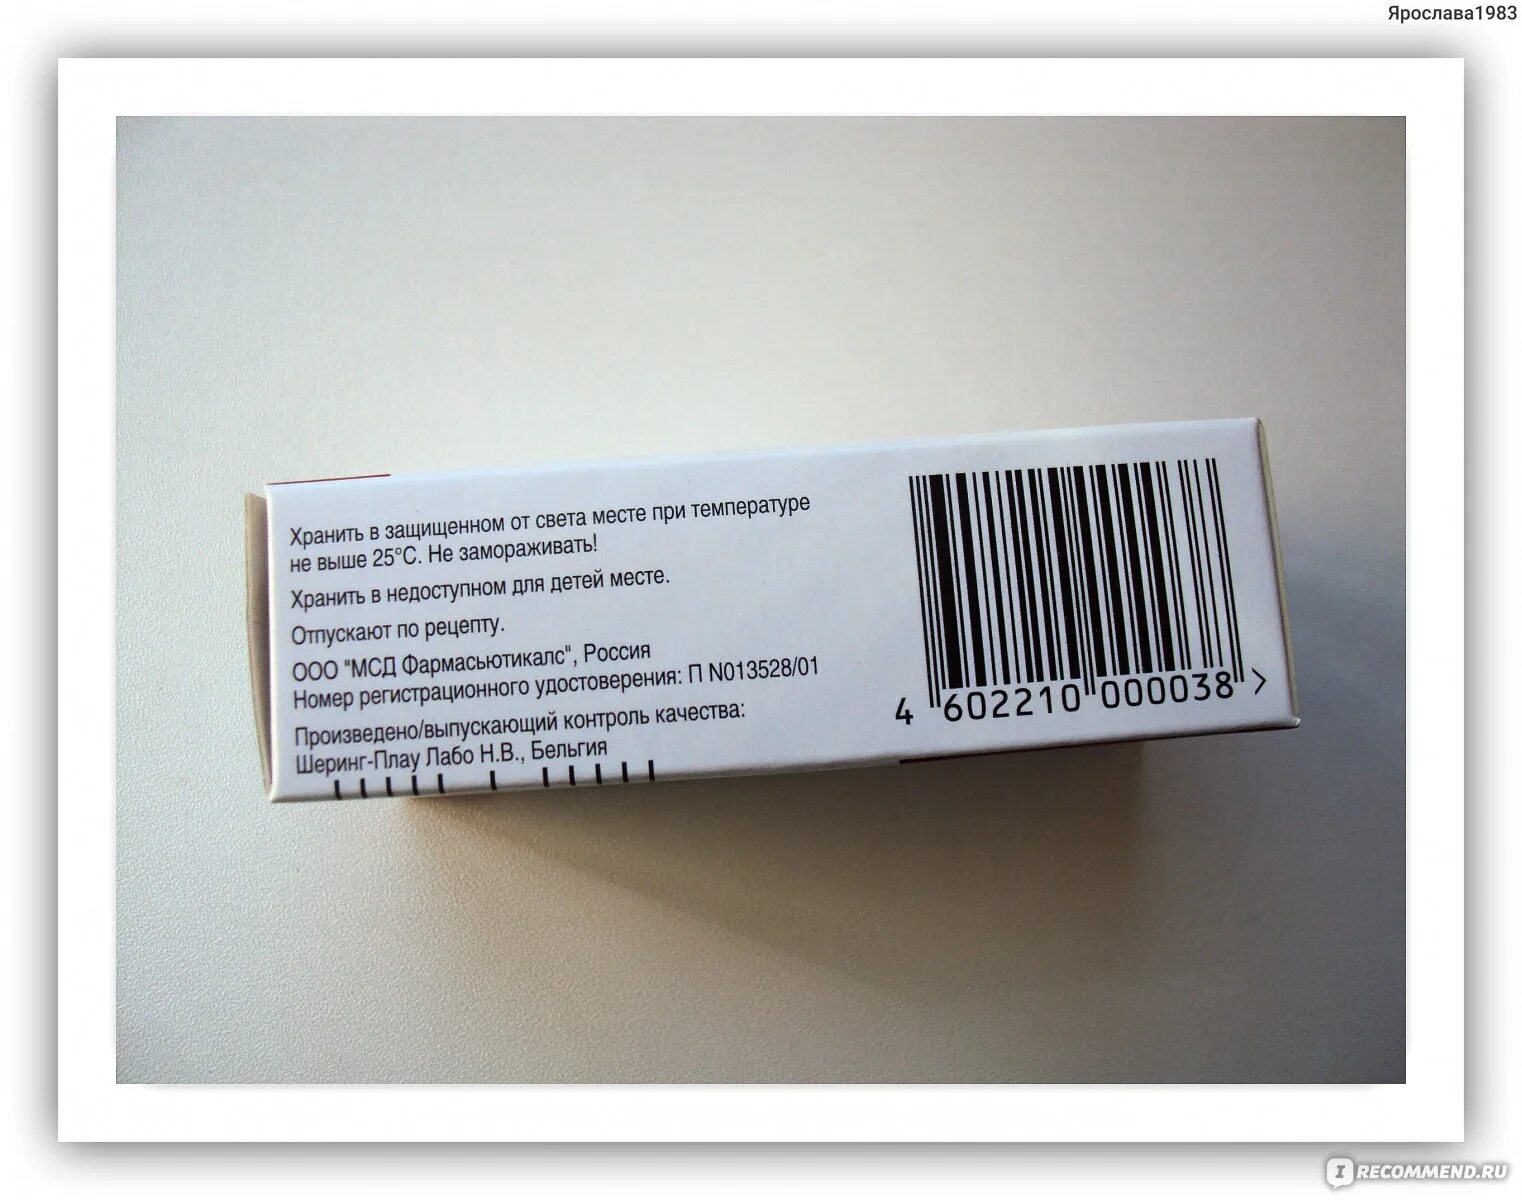 Ярослава1983
Хранить в защищенном от света месте при температуре
не выше 25°С. Не замораживать!
Хранить в недоступном для детей месте.
Отпускают по рецепту.
ООО "МСД Фармасьютикалс", Россия
Номер регистрационного удостоверения: П N013528/01
Произведено/выпускающий контроль качества:
Шеринг-Плау Лабо Н.В., Бельгия
4 602210 000038 >
IRECOMMEND.RU